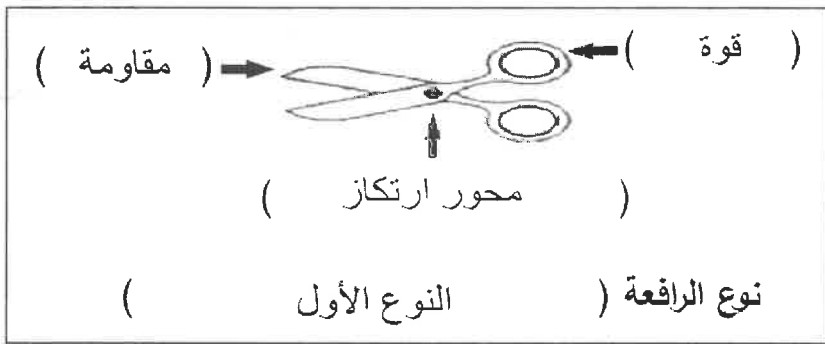 ( قوة )
( مقاومة )
( محور ارتكاز )
نوع الرافعة ( النوع الأول )